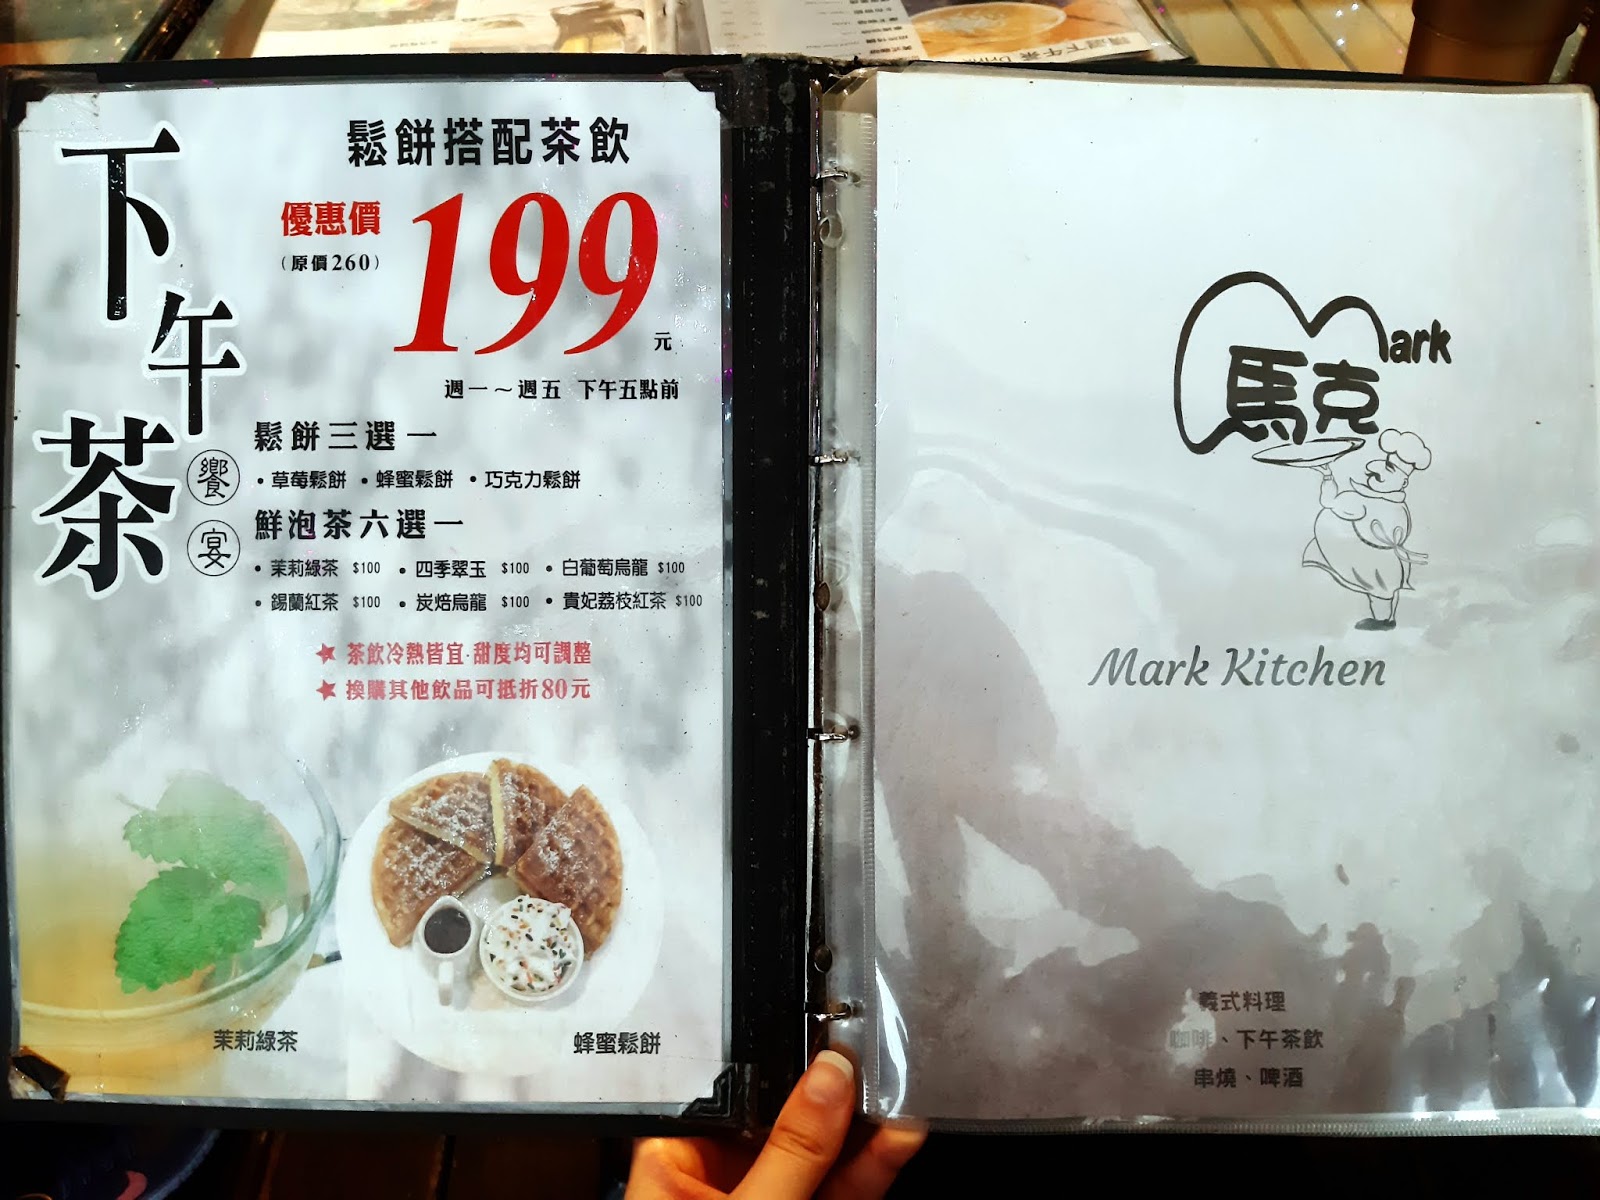 下午茶
饗宴
鬆餅搭配茶飲
優惠價
(原價260)
199元
週一～週五 下午五點前
鬆餅三選一
•草莓鬆餅 •蜂蜜鬆餅 •巧克力鬆餅
鮮泡茶六選一
•茉莉綠茶 $100 •四季翠玉 $100 •白葡萄烏龍 $100
•錫蘭紅茶 $100 •炭焙烏龍 $100 •貴妃荔枝紅茶 $100
★茶飲冷熱皆宜·甜度均可調整
★換購其他飲品可抵折80元
茉莉綠茶
蜂蜜鬆餅
Mark
馬克
Mark Kitchen
義式料理
咖啡、下午茶飲
串燒、啤酒